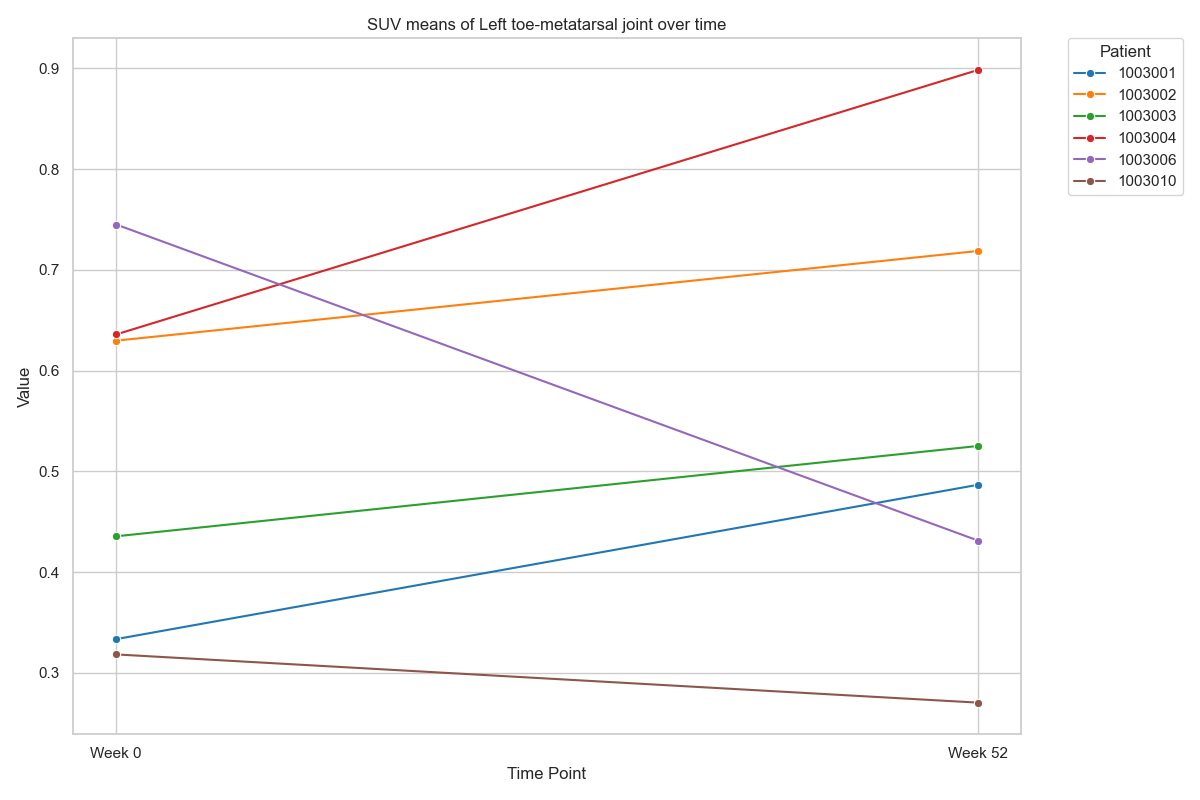 SUV means of Left toe-metatarsal joint over time
Patient
1003001
1003002
1003003
1003004
1003006
1003010
Value
0.9
0.8
0.7
0.6
0.5
0.4
0.3
Week 0
Week 52
Time Point